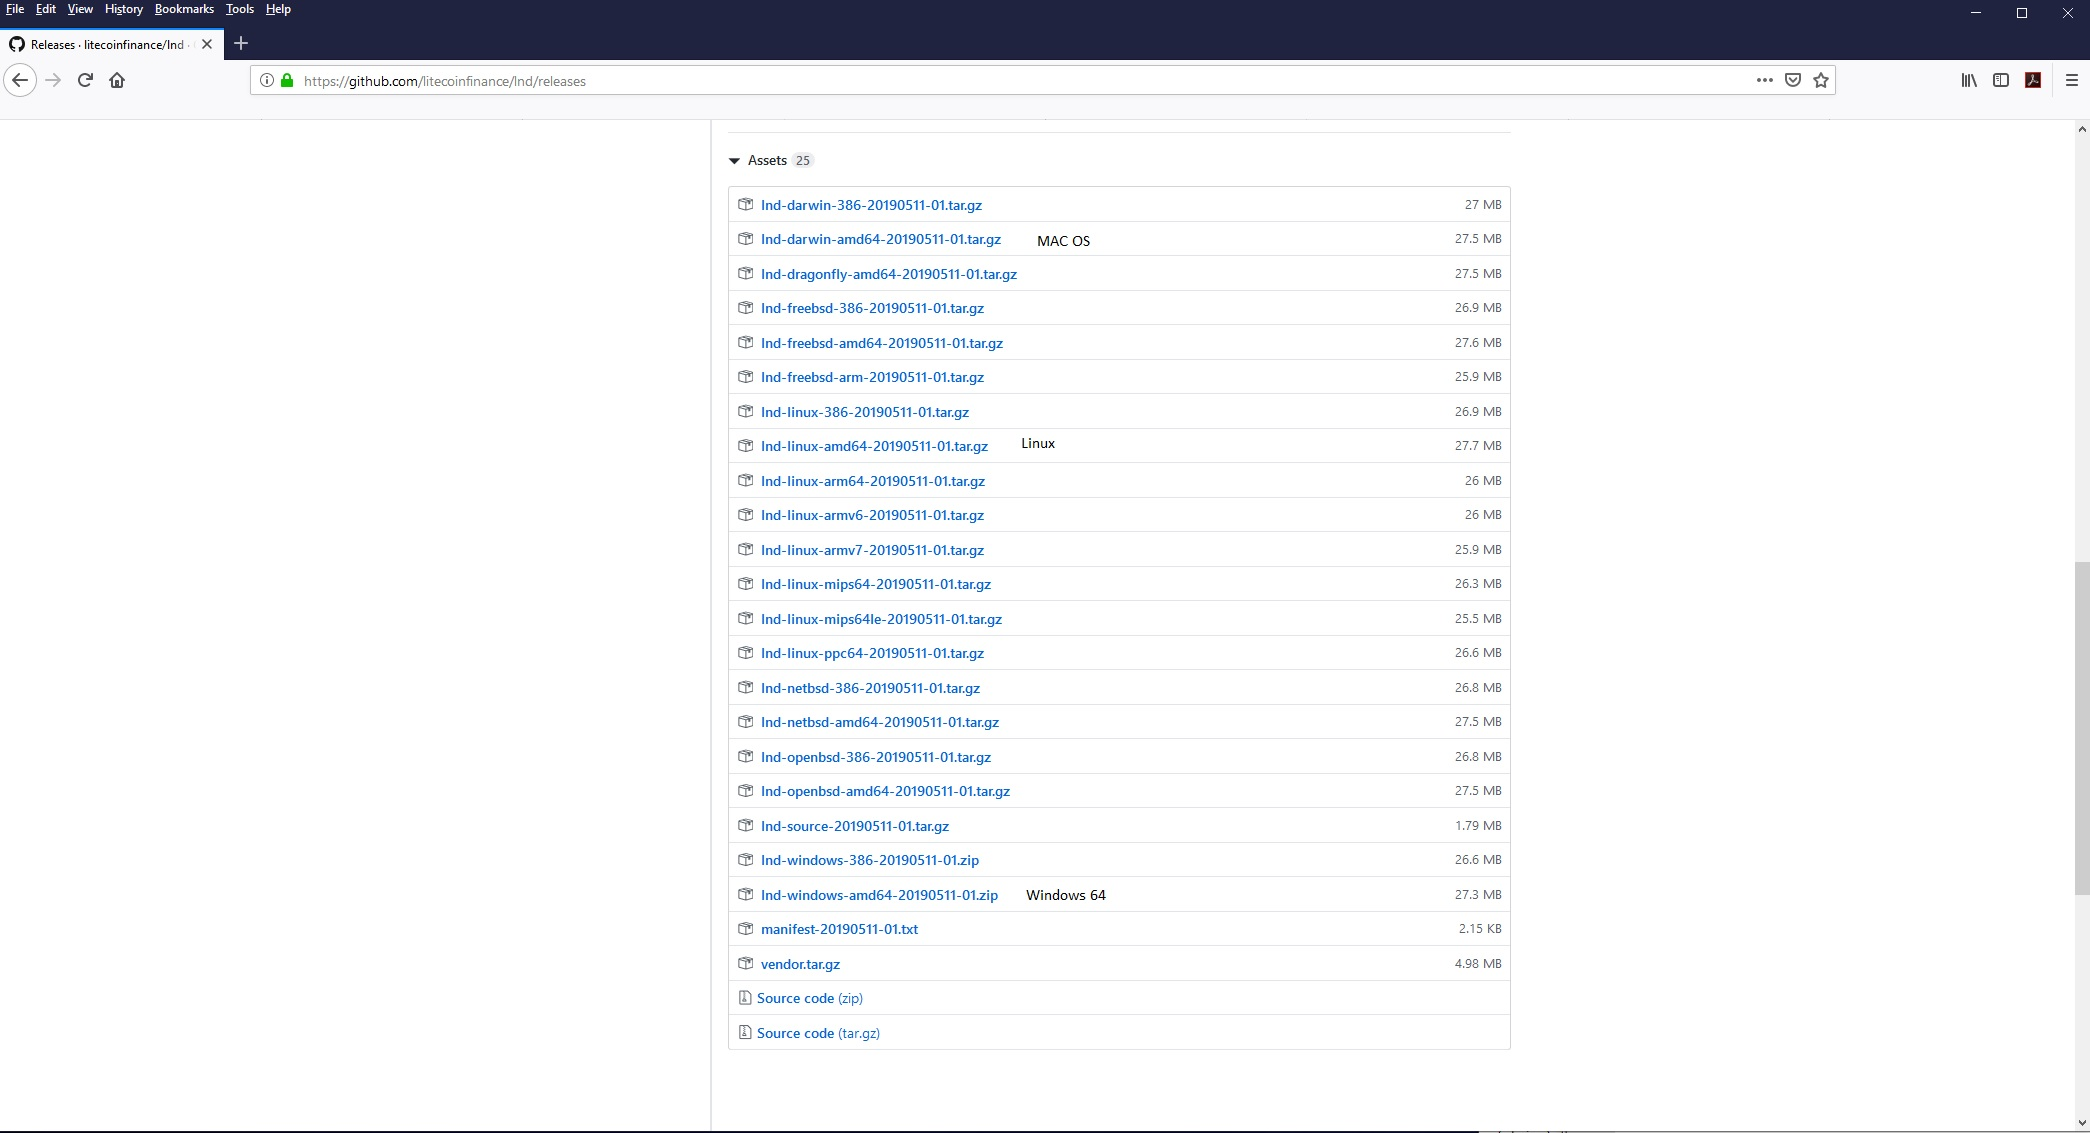 File Edit View History Bookmarks Tools Help
Releases · litecoinfinance/lnd ·
https://github.com/litecoinfinance/lnd/releases
Assets 25
lnd-darwin-386-20190511-01.tar.gz 27 MB
lnd-darwin-amd64-20190511-01.tar.gz MAC OS 27.5 MB
lnd-dragonfly-amd64-20190511-01.tar.gz 27.5 MB
lnd-freebsd-386-20190511-01.tar.gz 26.9 MB
lnd-freebsd-amd64-20190511-01.tar.gz 27.6 MB
lnd-freebsd-arm-20190511-01.tar.gz 25.9 MB
lnd-linux-386-20190511-01.tar.gz 26.9 MB
lnd-linux-amd64-20190511-01.tar.gz Linux 27.7 MB
lnd-linux-arm64-20190511-01.tar.gz 26 MB
lnd-linux-armv6-20190511-01.tar.gz 26 MB
lnd-linux-armv7-20190511-01.tar.gz 25.9 MB
lnd-linux-mips64-20190511-01.tar.gz 26.3 MB
lnd-linux-mips64le-20190511-01.tar.gz 25.5 MB
lnd-linux-ppc64-20190511-01.tar.gz 26.6 MB
lnd-netbsd-386-20190511-01.tar.gz 26.8 MB
lnd-netbsd-amd64-20190511-01.tar.gz 27.5 MB
lnd-openbsd-386-20190511-01.tar.gz 26.8 MB
lnd-openbsd-amd64-20190511-01.tar.gz 27.5 MB
lnd-source-20190511-01.tar.gz 1.79 MB
lnd-windows-386-20190511-01.zip 26.6 MB
lnd-windows-amd64-20190511-01.zip Windows 64 27.3 MB
manifest-20190511-01.txt 2.15 KB
vendor.tar.gz 4.98 MB
Source code (zip)
Source code (tar.gz)